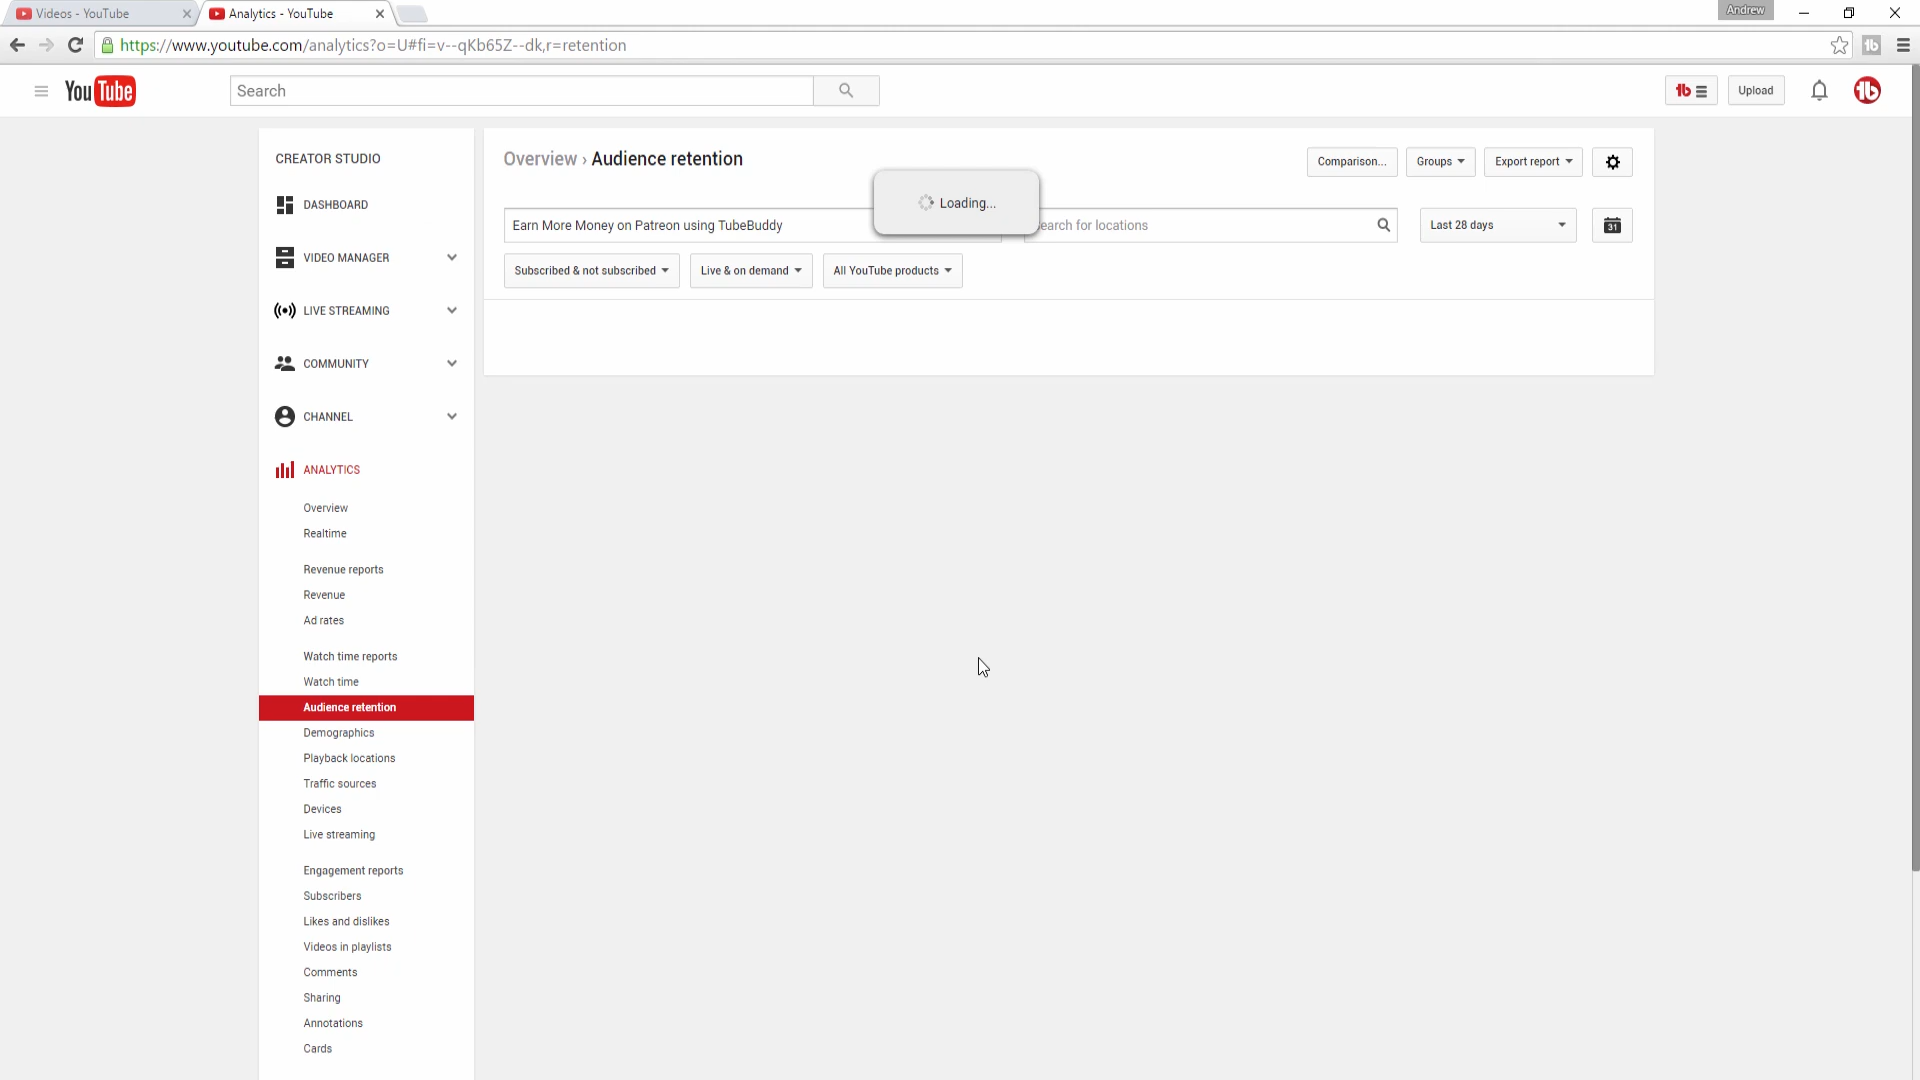 Videos - YouTube
Analytics - YouTube
Andrew
https://www.youtube.com/analytics?o=U#fi=v--qKb65Z--dk,r=retention
YouTube
Search
tb
Upload
tb
CREATOR STUDIO
DASHBOARD
VIDEO MANAGER
LIVE STREAMING
COMMUNITY
CHANNEL
ANALYTICS
Overview
Realtime
Revenue reports
Revenue
Ad rates
Watch time reports
Watch time
Audience retention
Demographics
Playback locations
Traffic sources
Devices
Live streaming
Engagement reports
Subscribers
Likes and dislikes
Videos in playlists
Comments
Sharing
Annotations
Cards
Overview › Audience retention
Comparison...
Groups
Export report
Loading...
Earn More Money on Patreon using TubeBuddy
earch for locations
Last 28 days
31
Subscribed & not subscribed
Live & on demand
All YouTube products